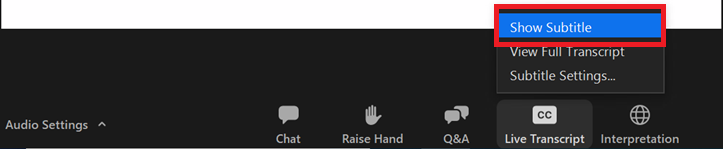 Show Subtitle
View Full Transcript
Subtitle Settings...
Audio Settings
Chat
Raise Hand
Q&A
CC
Live Transcript
Interpretation